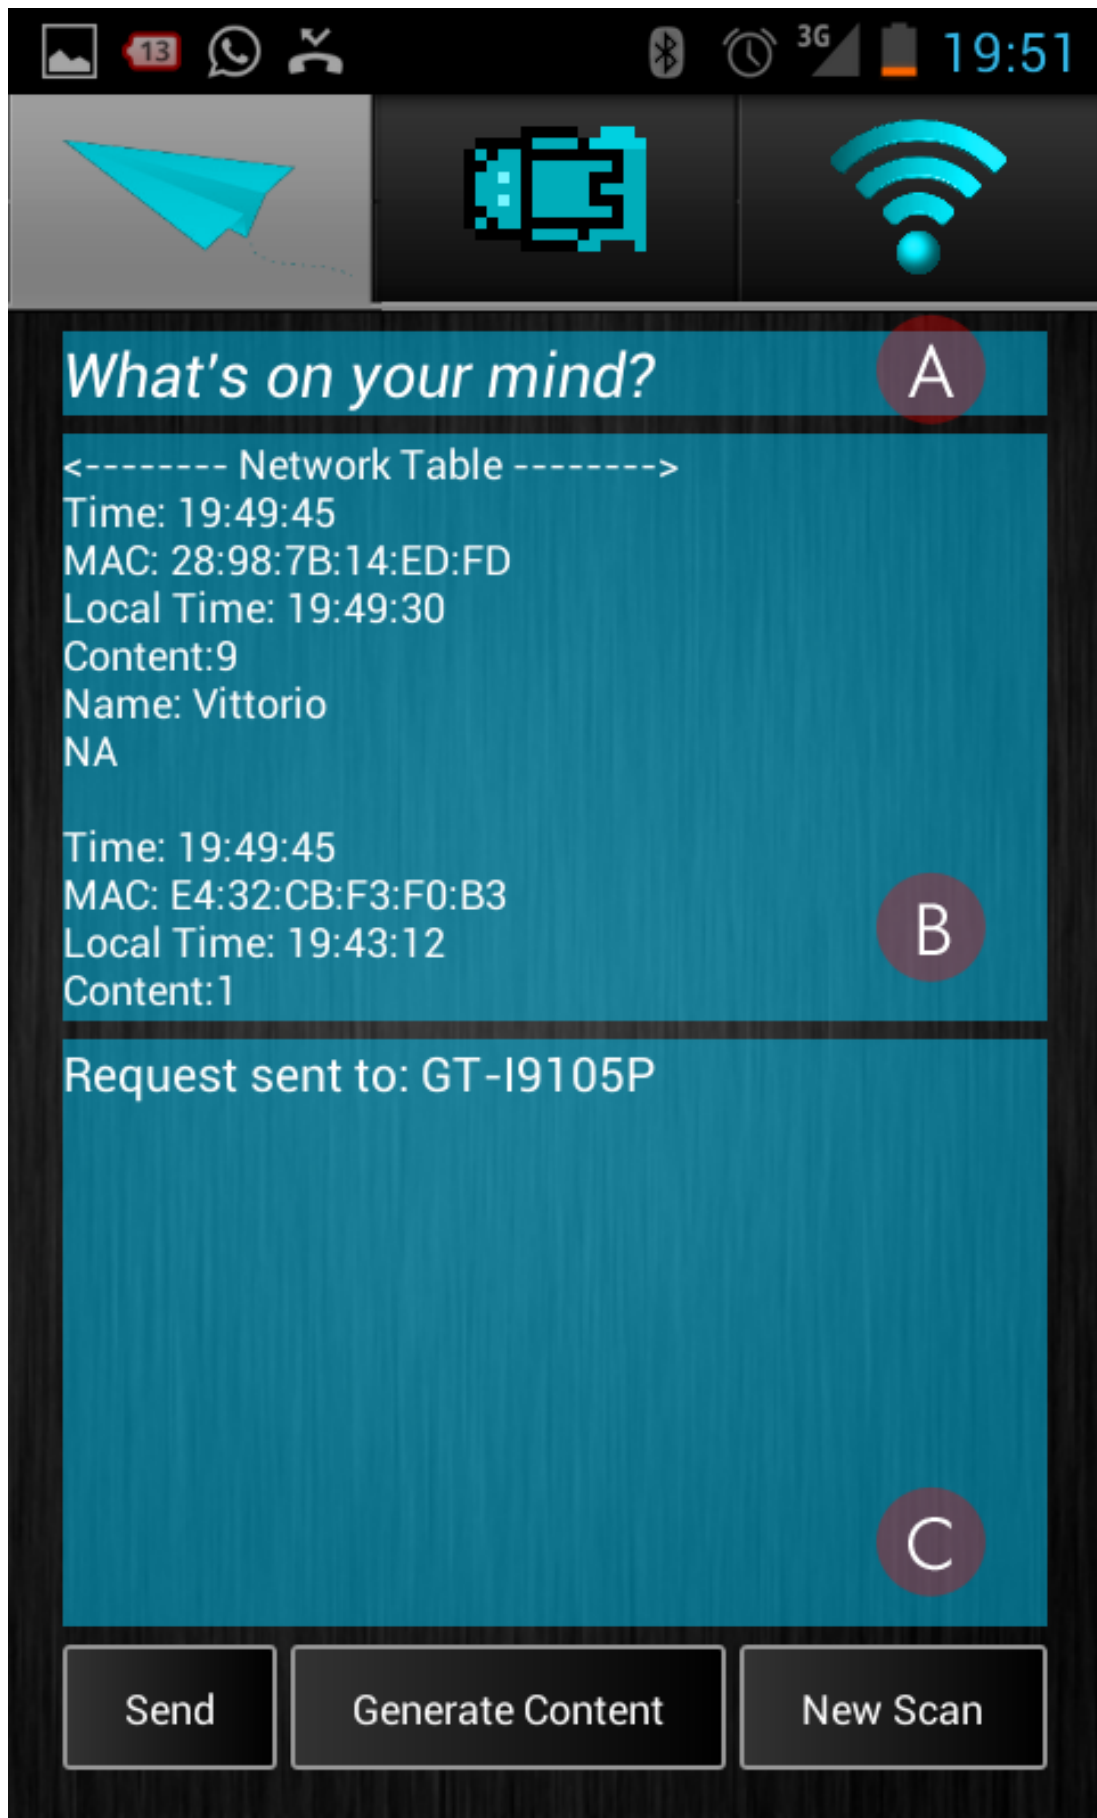 13
3G
19:51
What's on your mind?
A
<-------- Network Table -------->
Time: 19:49:45
MAC: 28:98:7B:14:ED:FD
Local Time: 19:49:30
Content:9
Name: Vittorio
NA
Time: 19:49:45
MAC: E4:32:CB:F3:F0:B3
B
Local Time: 19:43:12
Content:1
Request sent to: GT-I9105P
C
Send
Generate Content
New Scan